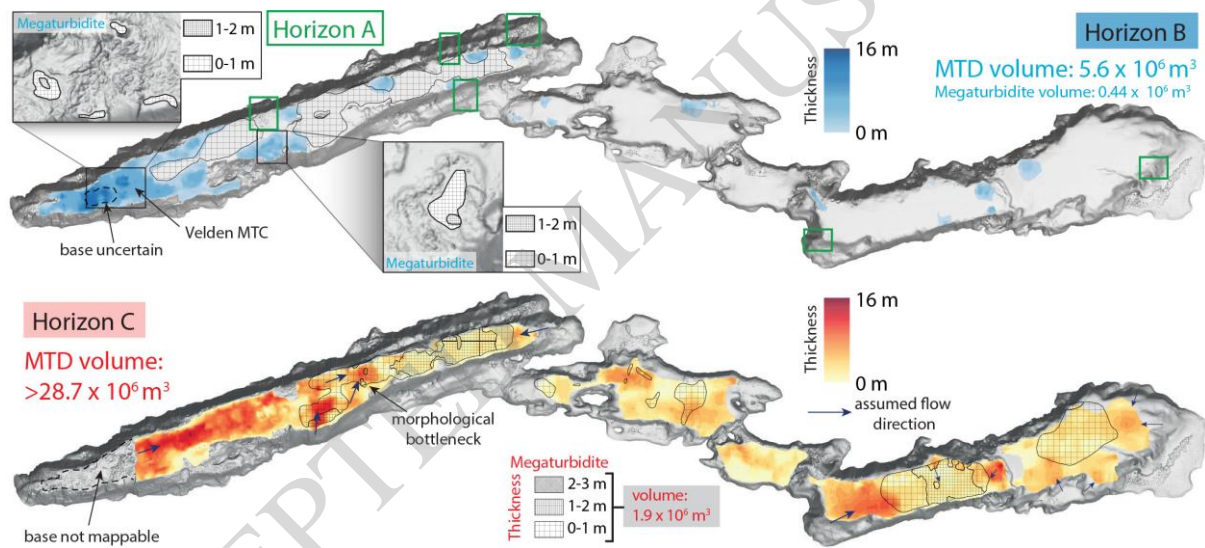 Megaturbidite
1-2 m
0-1 m
Horizon A
base uncertain
Velden MTC
1-2 m
0-1 m
Megaturbidite
Thickness
16 m
0 m
Horizon B
MTD volume: 5.6 x 10⁶ m³
Megaturbidite volume: 0.44 x 10⁶ m³
Horizon C
MTD volume:
>28.7 x 10⁶ m³
base not mappable
morphological
bottleneck
Megaturbidite
Thickness
2-3 m
1-2 m
0-1 m
volume:
1.9 x 10⁶ m³
Thickness
16 m
0 m
assumed flow
direction
EPTED MANUS